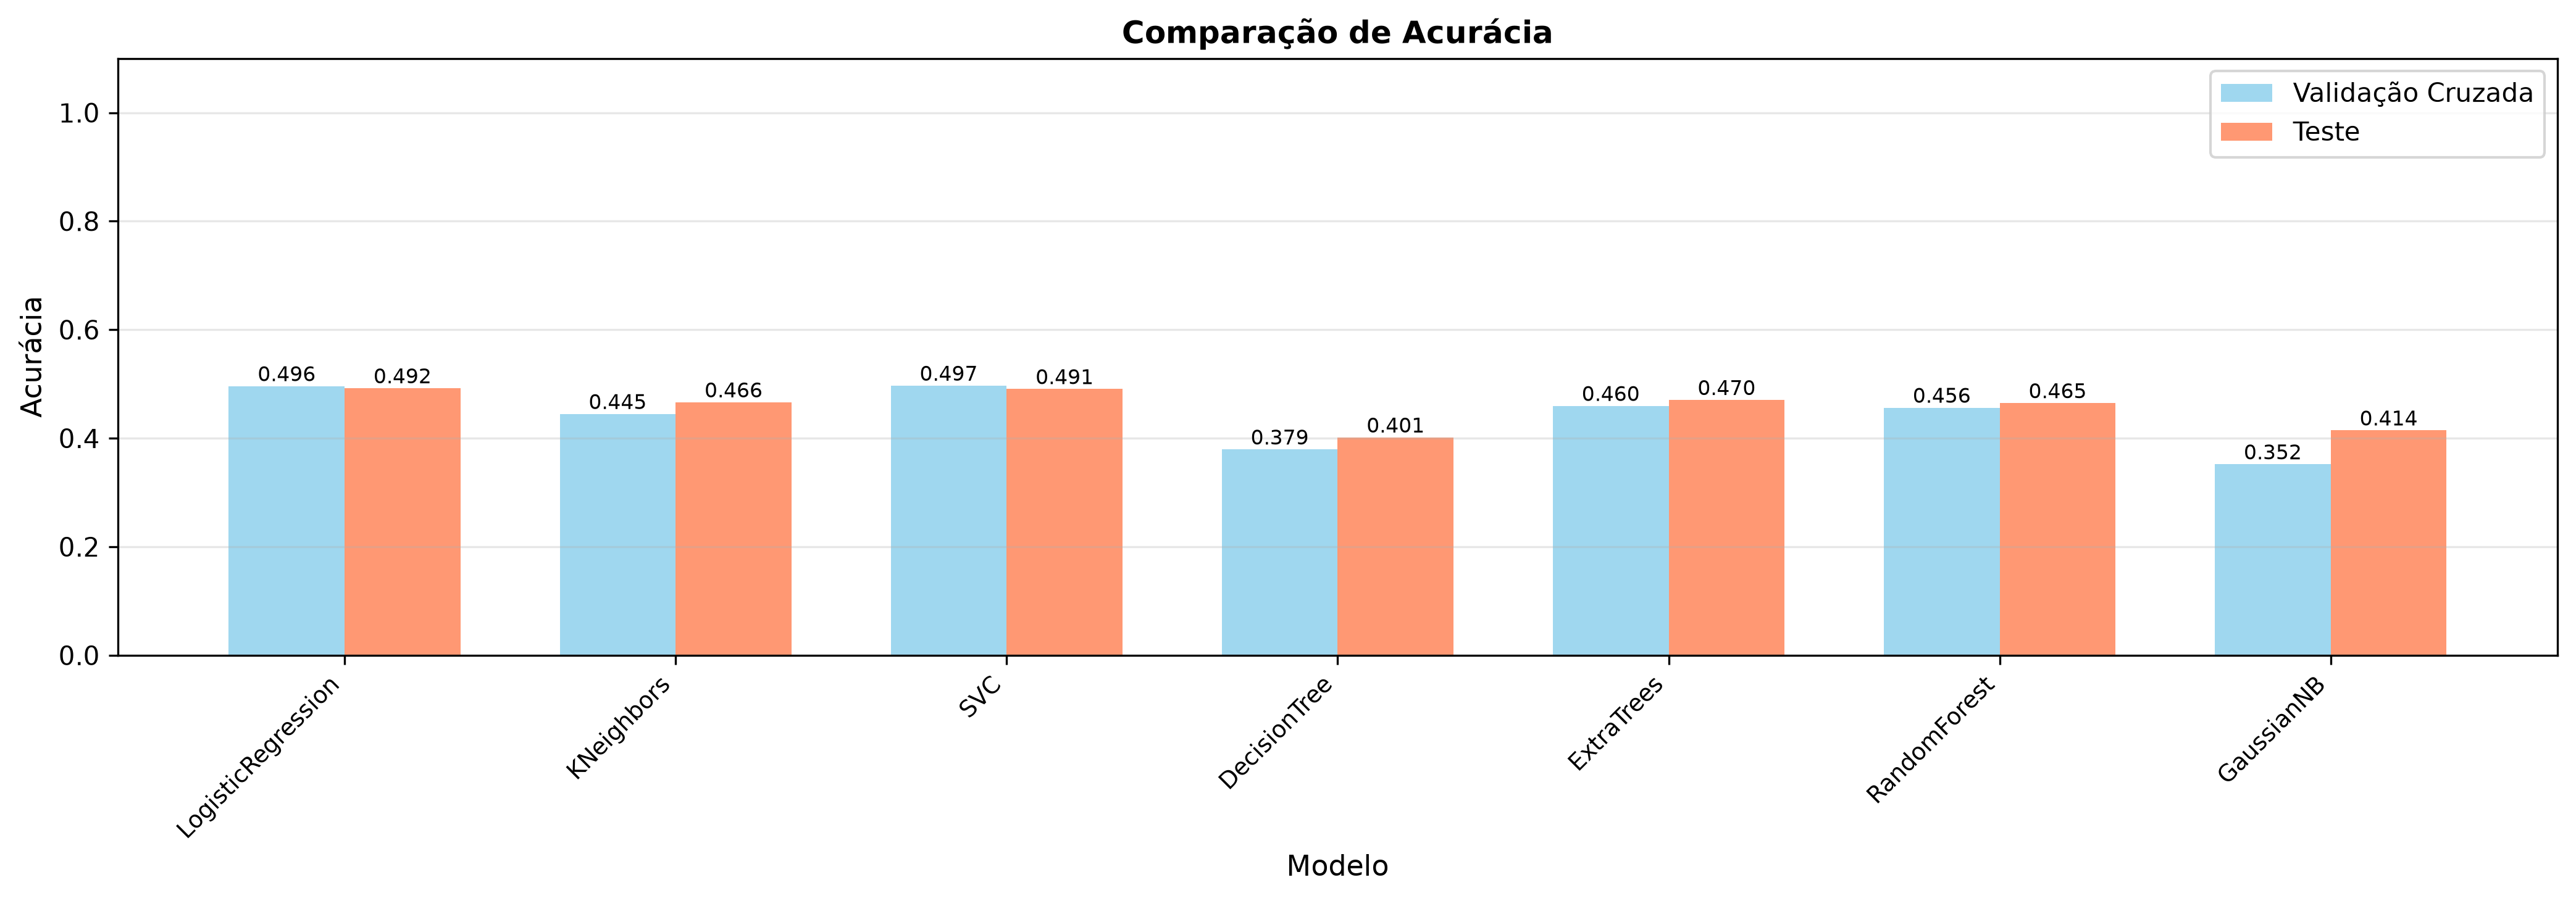 Comparação de Acurácia
Validação Cruzada
Teste
Acurácia
1.0
0.8
0.6
0.4
0.2
0.0
0.496
0.492
0.445
0.466
0.497
0.491
0.379
0.401
0.460
0.470
0.456
0.465
0.352
0.414
LogisticRegression
KNeighbors
SVC
DecisionTree
ExtraTrees
RandomForest
GaussianNB
Modelo